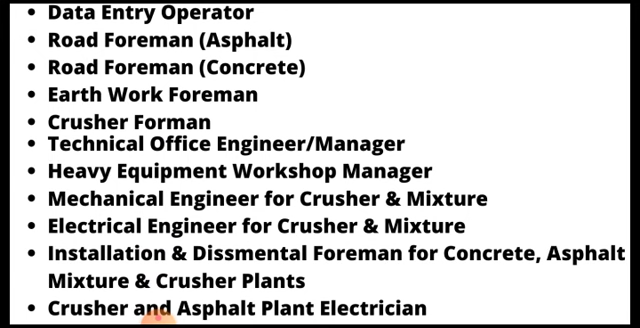 • Data Entry Operator
• Road Foreman (Asphalt)
• Road Foreman (Concrete)
• Earth Work Foreman
• Crusher Forman
• Technical Office Engineer/Manager
• Heavy Equipment Workshop Manager
• Mechanical Engineer for Crusher & Mixture
• Electrical Engineer for Crusher & Mixture
• Installation & Dissmental Foreman for Concrete, Asphalt
Mixture & Crusher Plants
• Crusher and Asphalt Plant Electrician